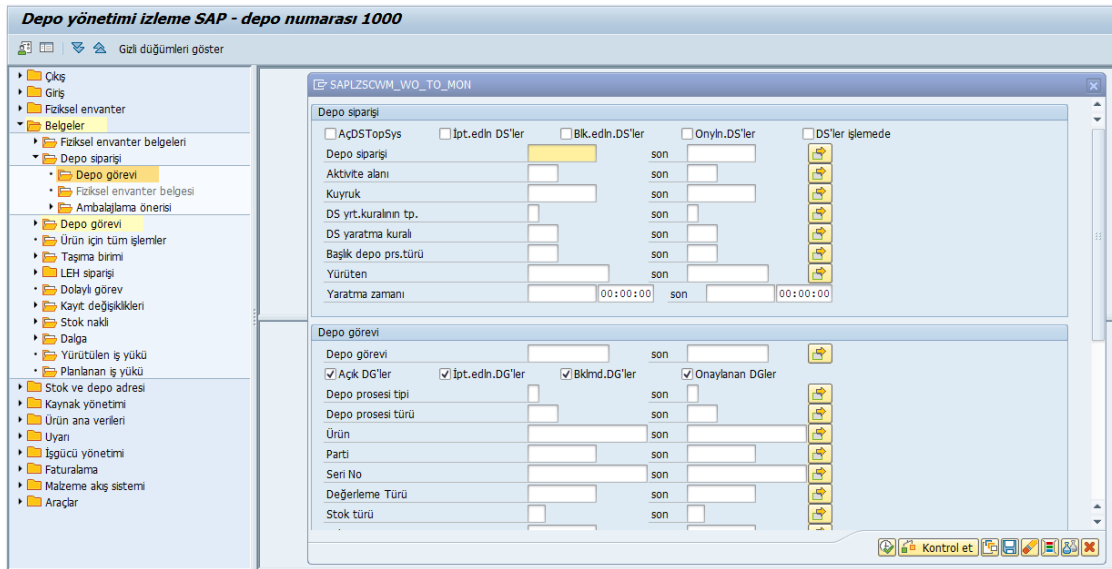 Depo yönetimi izleme SAP - depo numarası 1000
Gizli düğümleri göster
Çıkış
Giriş
Fiziksel envanter
Belgeler
Fiziksel envanter belgeleri
Depo siparişi
Depo görevi
Fiziksel envanter belgesi
Ambalajlama önerisi
Depo görevi
Ürün için tüm işlemler
Taşıma birimi
LEH siparişi
Dolaylı görev
Kayıt değişiklikleri
Stok nakli
Dalga
Yürütülen iş yükü
Planlanan iş yükü
Stok ve depo adresi
Kaynak yönetimi
Ürün ana verileri
Uyarı
İşgücü yönetimi
Faturalama
Malzeme akış sistemi
Araçlar
SAPLZSCWM_WO_TO_MON
Depo siparişi
AçDSTopSys İpt.edln DS'ler Blk.edln.DS'ler Onyln.DS'ler DS'ler işlemede
Depo siparişi son
Aktivite alanı son
Kuyruk son
DS yrt.kuralının tp. son
DS yaratma kuralı son
Başlık depo prs.türü son
Yürüten son
Yaratma zamanı 00:00:00 son 00:00:00
Depo görevi
Depo görevi son
Açık DG'ler İpt.edln.DG'ler Bklmd.DG'ler Onaylanan DGler
Depo prosesi tipi son
Depo prosesi türü son
Ürün son
Parti son
Seri No son
Değerleme Türü son
Stok türü son
Kontrol et